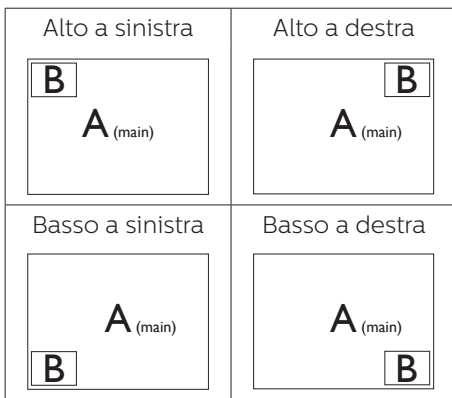 Alto a sinistra
B
A (main)
Alto a destra
B
A (main)
Basso a sinistra
A (main)
B
Basso a destra
A (main)
B